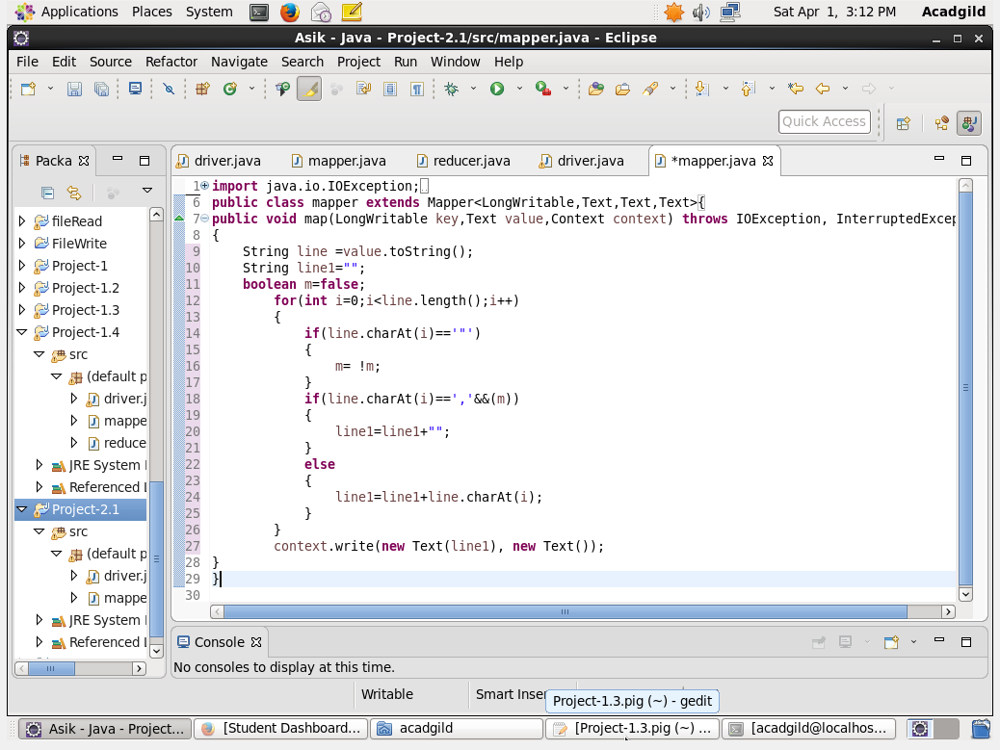 Applications Places System Sat Apr 1, 3:12 PM Acadgild
Asik - Java - Project-2.1/src/mapper.java - Eclipse
File Edit Source Refactor Navigate Search Project Run Window Help
Quick Access
Packa driver.java mapper.java reducer.java driver.java *mapper.java
fileRead
FileWrite
Project-1
Project-1.2
Project-1.3
Project-1.4
src
(default p
driver.j
mappe
reduce
JRE System
Referenced
Project-2.1
src
(default p
driver.j
mappe
JRE System
Referenced
1 import java.io.IOException;
6 public class mapper extends Mapper<LongWritable,Text,Text,Text>{
7 public void map(LongWritable key,Text value,Context context) throws IOException, InterruptedExcep
8 {
9 String line =value.toString();
10 String line1="";
11 boolean m=false;
12 for(int i=0;i<line.length();i++)
13 {
14 if(line.charAt(i)=='"')
15 {
16 m= !m;
17 }
18 if(line.charAt(i)==','&&(m))
19 {
20 line1=line1+"";
21 }
22 else
23 {
24 line1=line1+line.charAt(i);
25 }
26 }
27 context.write(new Text(line1), new Text());
28 }
29 }
30
Console
No consoles to display at this time.
Writable Smart Inser
Project-1.3.pig (~) - gedit
Asik - Java - Project... [Student Dashboard... acadgild [Project-1.3.pig (~) ... [acadgild@localhos...